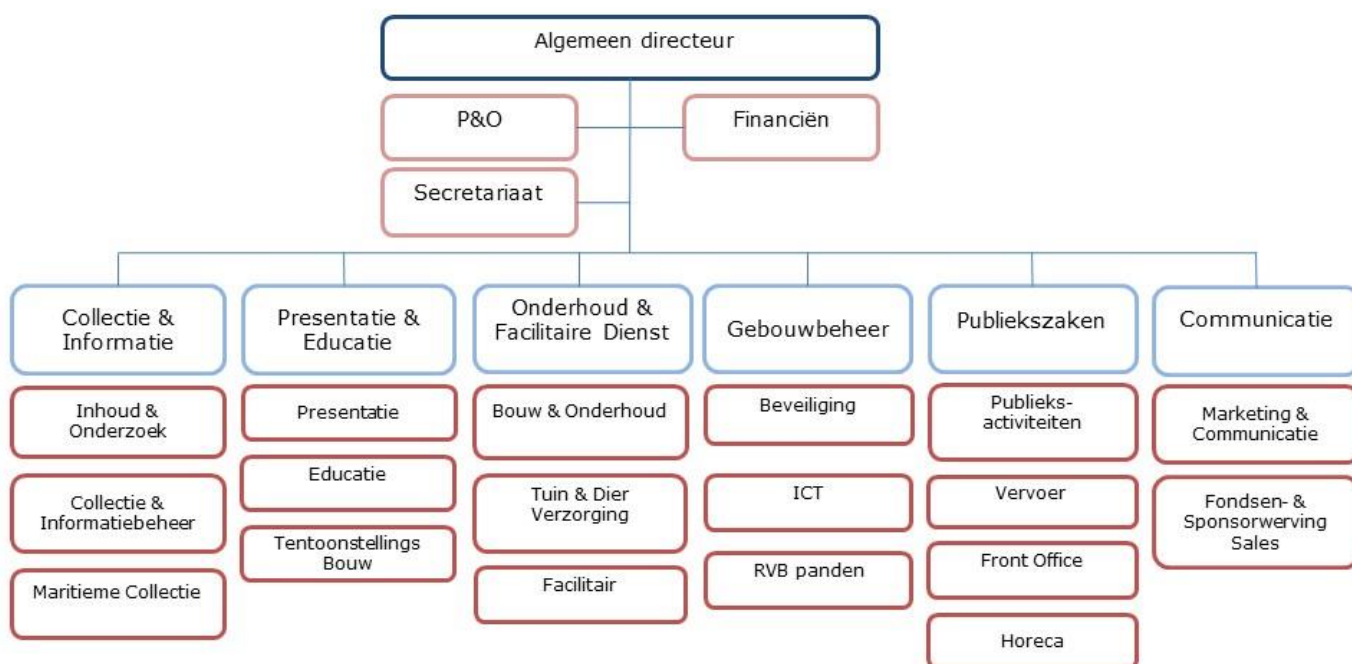 Algemeen directeur
P&O
Financiën
Secretariaat
Collectie &
Informatie
Presentatie &
Educatie
Onderhoud &
Facilitaire Dienst
Gebouwbeheer
Publiekszaken
Communicatie
Inhoud &
Onderzoek
Collectie &
Informatiebeheer
Maritieme Collectie
Presentatie
Educatie
Tentoonstellings
Bouw
Bouw & Onderhoud
Tuin & Dier
Verzorging
Facilitair
Beveiliging
ICT
RVB panden
Publieks-
activiteiten
Vervoer
Front Office
Horeca
Marketing &
Communicatie
Fondsen- &
Sponsorwerving
Sales